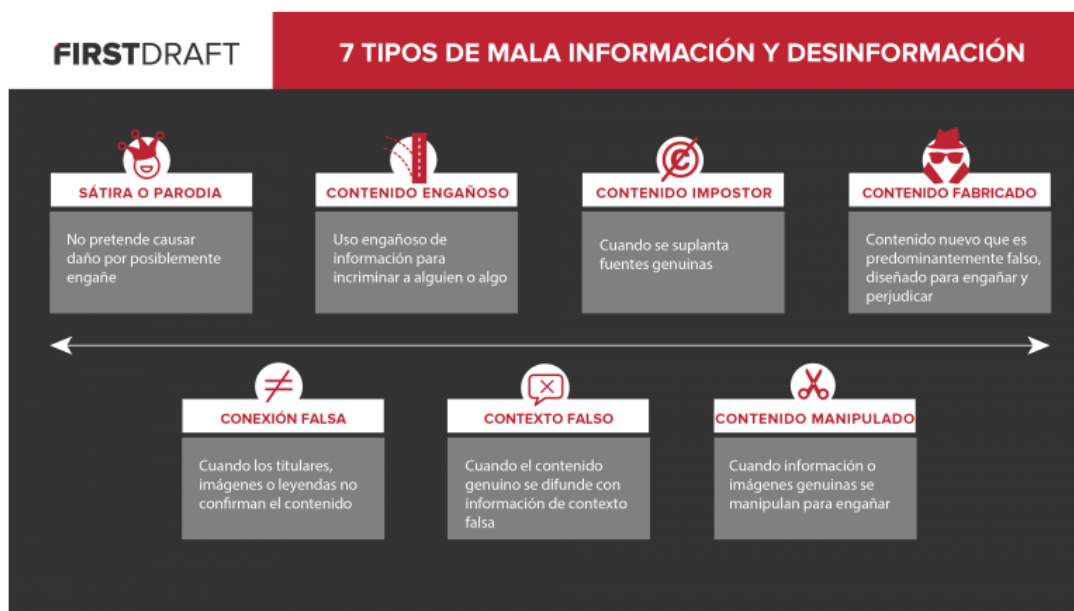 FIRSTDRAFT
7 TIPOS DE MALA INFORMACIÓN Y DESINFORMACIÓN
SÁTIRA O PARODIA
No pretende causar
daño por posiblemente
engañe
CONTENIDO ENGAÑOSO
Uso engañoso de
información para
incriminar a alguien o algo
CONTENIDO IMPOSTOR
Cuando se suplanta
fuentes genuinas
CONTENIDO FABRICADO
Contenido nuevo que es
predominantemente falso,
diseñado para engañar y
perjudicar
CONEXIÓN FALSA
Cuando los titulares,
imágenes o leyendas no
confirman el contenido
CONTEXTO FALSO
Cuando el contenido
genuino se difunde con
información de contexto
falsa
CONTENIDO MANIPULADO
Cuando información o
imágenes genuinas se
manipulan para engañar